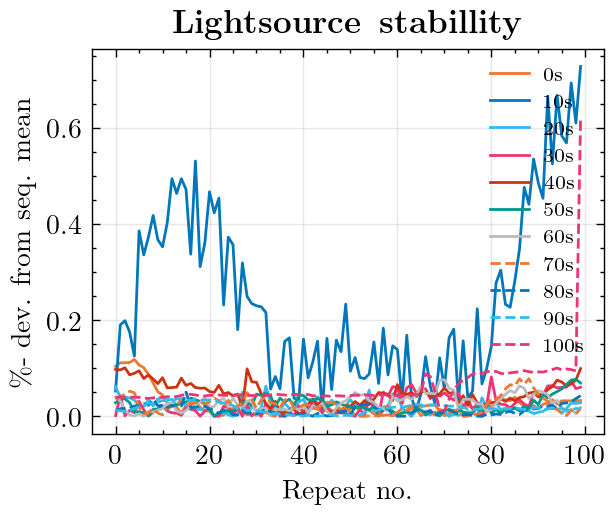 Lightsource stabillity
%- dev. from seq. mean
0.6
0.4
0.2
0.0
0s
10s
20s
30s
40s
50s
60s
70s
80s
90s
100s
0 20 40 60 80 100
Repeat no.